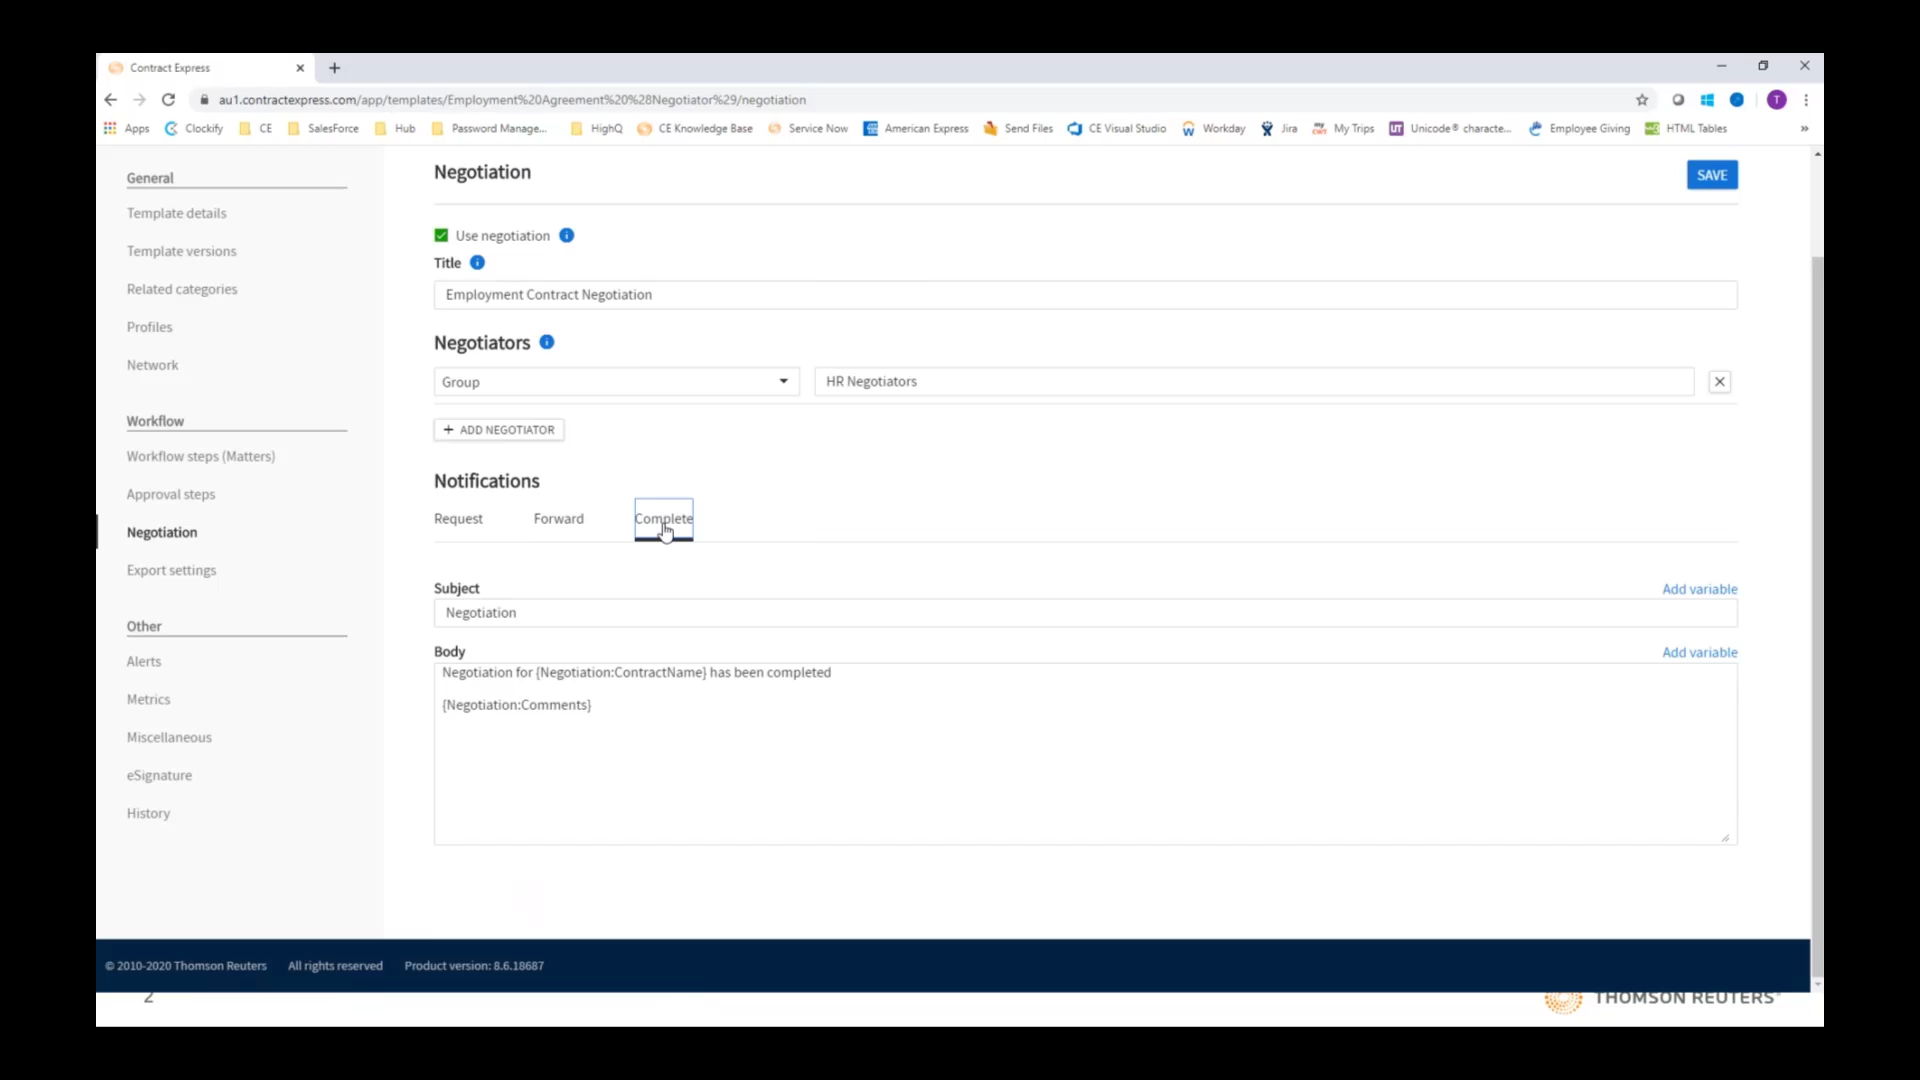 Contract Express
au1.contractexpress.com/app/templates/Employment%20Agreement%20%28Negotiator%29/negotiation
T
Apps Clockify CE SalesForce Hub Password Manage... HighQ CE Knowledge Base Service Now American Express Send Files CE Visual Studio Workday Jira My Trips Unicode® characte... Employee Giving HTML Tables »
General
Template details
Template versions
Related categories
Profiles
Network
Workflow
Workflow steps (Matters)
Approval steps
Negotiation
Export settings
Other
Alerts
Metrics
Miscellaneous
eSignature
History
Negotiation
SAVE
Use negotiation
Title
Employment Contract Negotiation
Negotiators
Group HR Negotiators
+ ADD NEGOTIATOR
Notifications
Request Forward Complete
Subject Add variable
Negotiation
Body Add variable
Negotiation for {Negotiation:ContractName} has been completed
{Negotiation:Comments}
© 2010-2020 Thomson Reuters All rights reserved Product version: 8.6.18687
2
THOMSON REUTERS